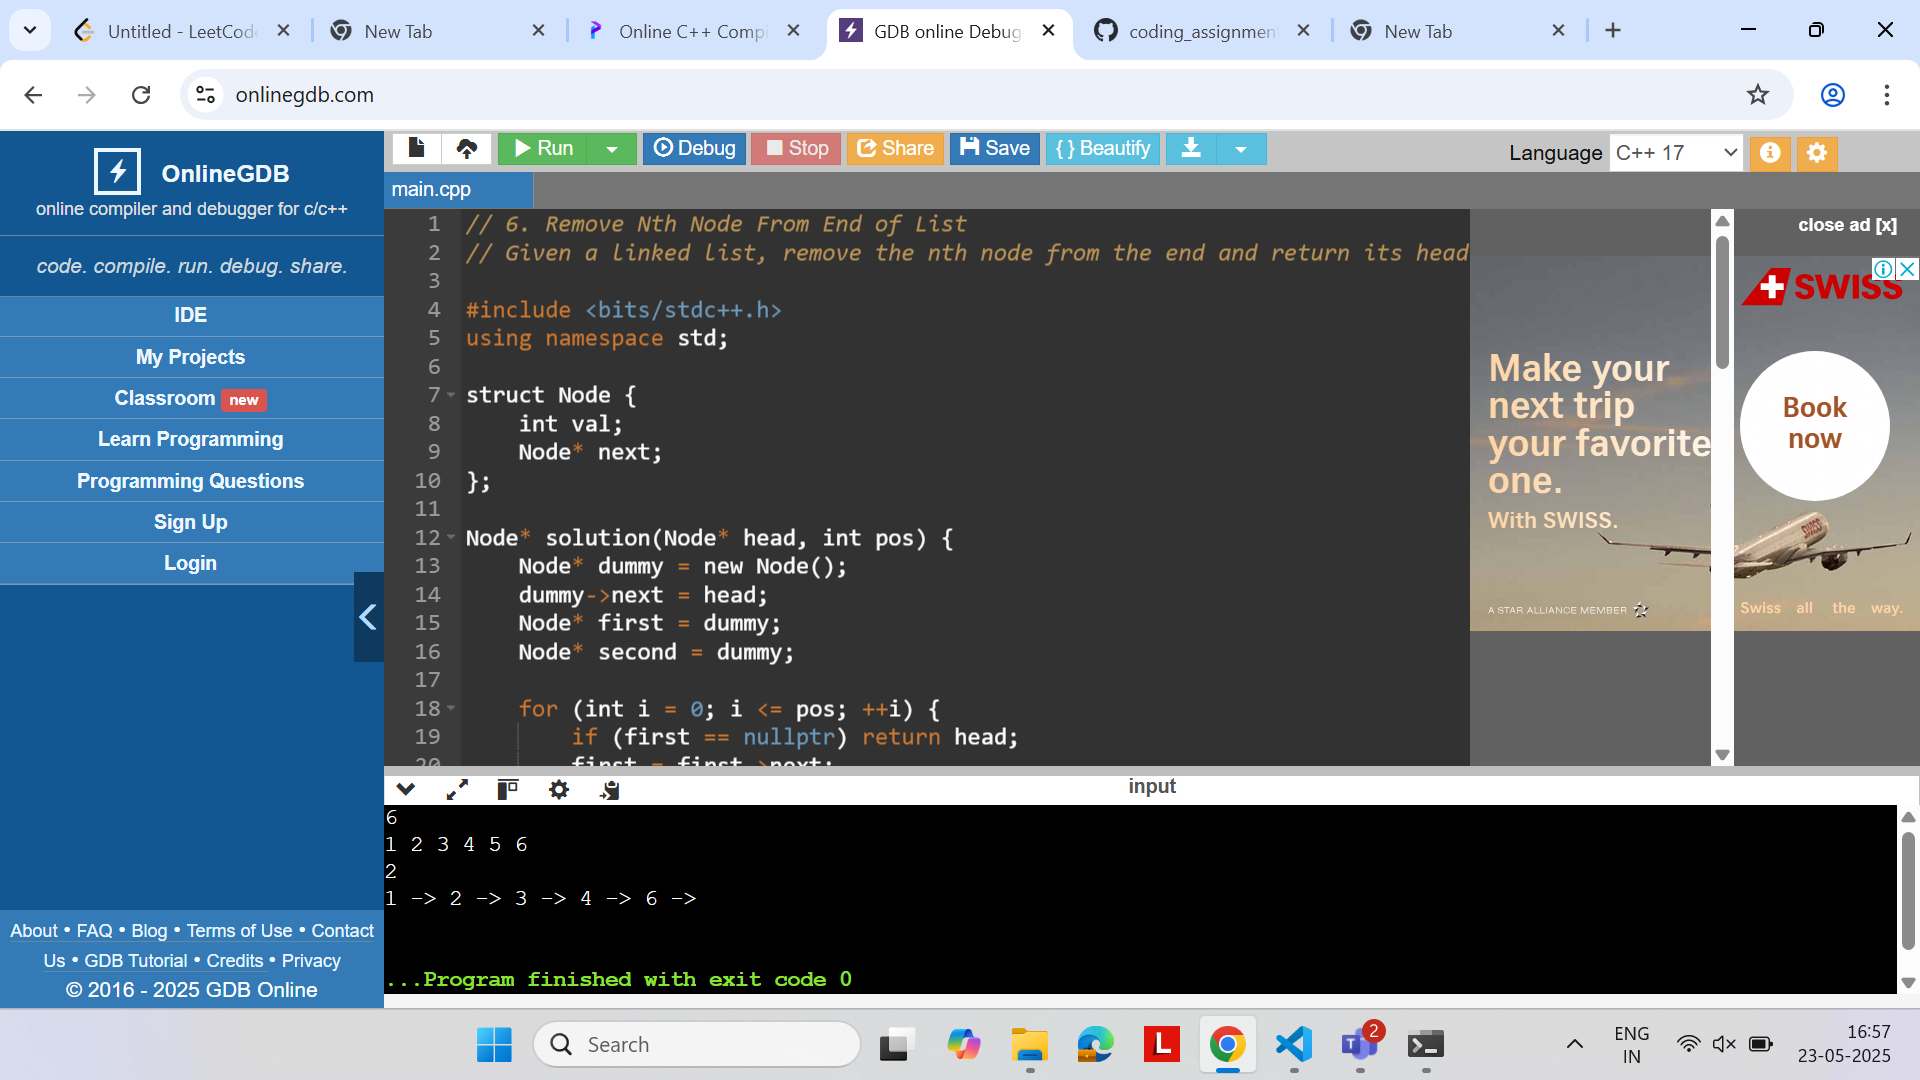 Untitled - LeetCod
New Tab
Online C++ Compi
GDB online Debug
coding_assignmen
New Tab
onlinegdb.com
OnlineGDB
online compiler and debugger for c/c++
code. compile. run. debug. share.
IDE
My Projects
Classroom new
Learn Programming
Programming Questions
Sign Up
Login
About • FAQ • Blog • Terms of Use • Contact
Us • GDB Tutorial • Credits • Privacy
© 2016 - 2025 GDB Online
Run
Debug
Stop
Share
Save
{ } Beautify
Language C++ 17
main.cpp
1 // 6. Remove Nth Node From End of List
2 // Given a linked list, remove the nth node from the end and return its head
3
4 #include <bits/stdc++.h>
5 using namespace std;
6
7 struct Node {
8 int val;
9 Node* next;
10 };
11
12 Node* solution(Node* head, int pos) {
13 Node* dummy = new Node();
14 dummy->next = head;
15 Node* first = dummy;
16 Node* second = dummy;
17
18 for (int i = 0; i <= pos; ++i) {
19 if (first == nullptr) return head;
20 first = first->next;
close ad [x]
SWISS
Make your
next trip
your favorite
one.
With SWISS.
Book
now
SWISS
A STAR ALLIANCE MEMBER
Swiss all the way.
input
6
1 2 3 4 5 6
2
1 -> 2 -> 3 -> 4 -> 6 ->
...Program finished with exit code 0
Search
L
T
2
ENG
IN
16:57
23-05-2025